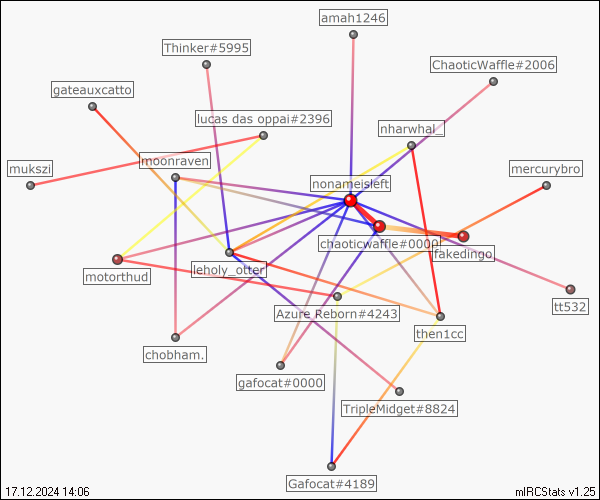 amah1246
Thinker#5995
ChaoticWaffle#2006
gateauxcatto
lucas das oppai#2396
nharwhal_
mukszi
moonraven
mercurybro
nonameisleft
chaoticwaffle#0000
fakedingo.
motorthud
leholy_otter
tt532
Azure Reborn#4243
then1cc
chobham.
gafocat#0000
TripleMidget#8824
Gafocat#4189
17.12.2024 14:06
mIRCStats v1.25